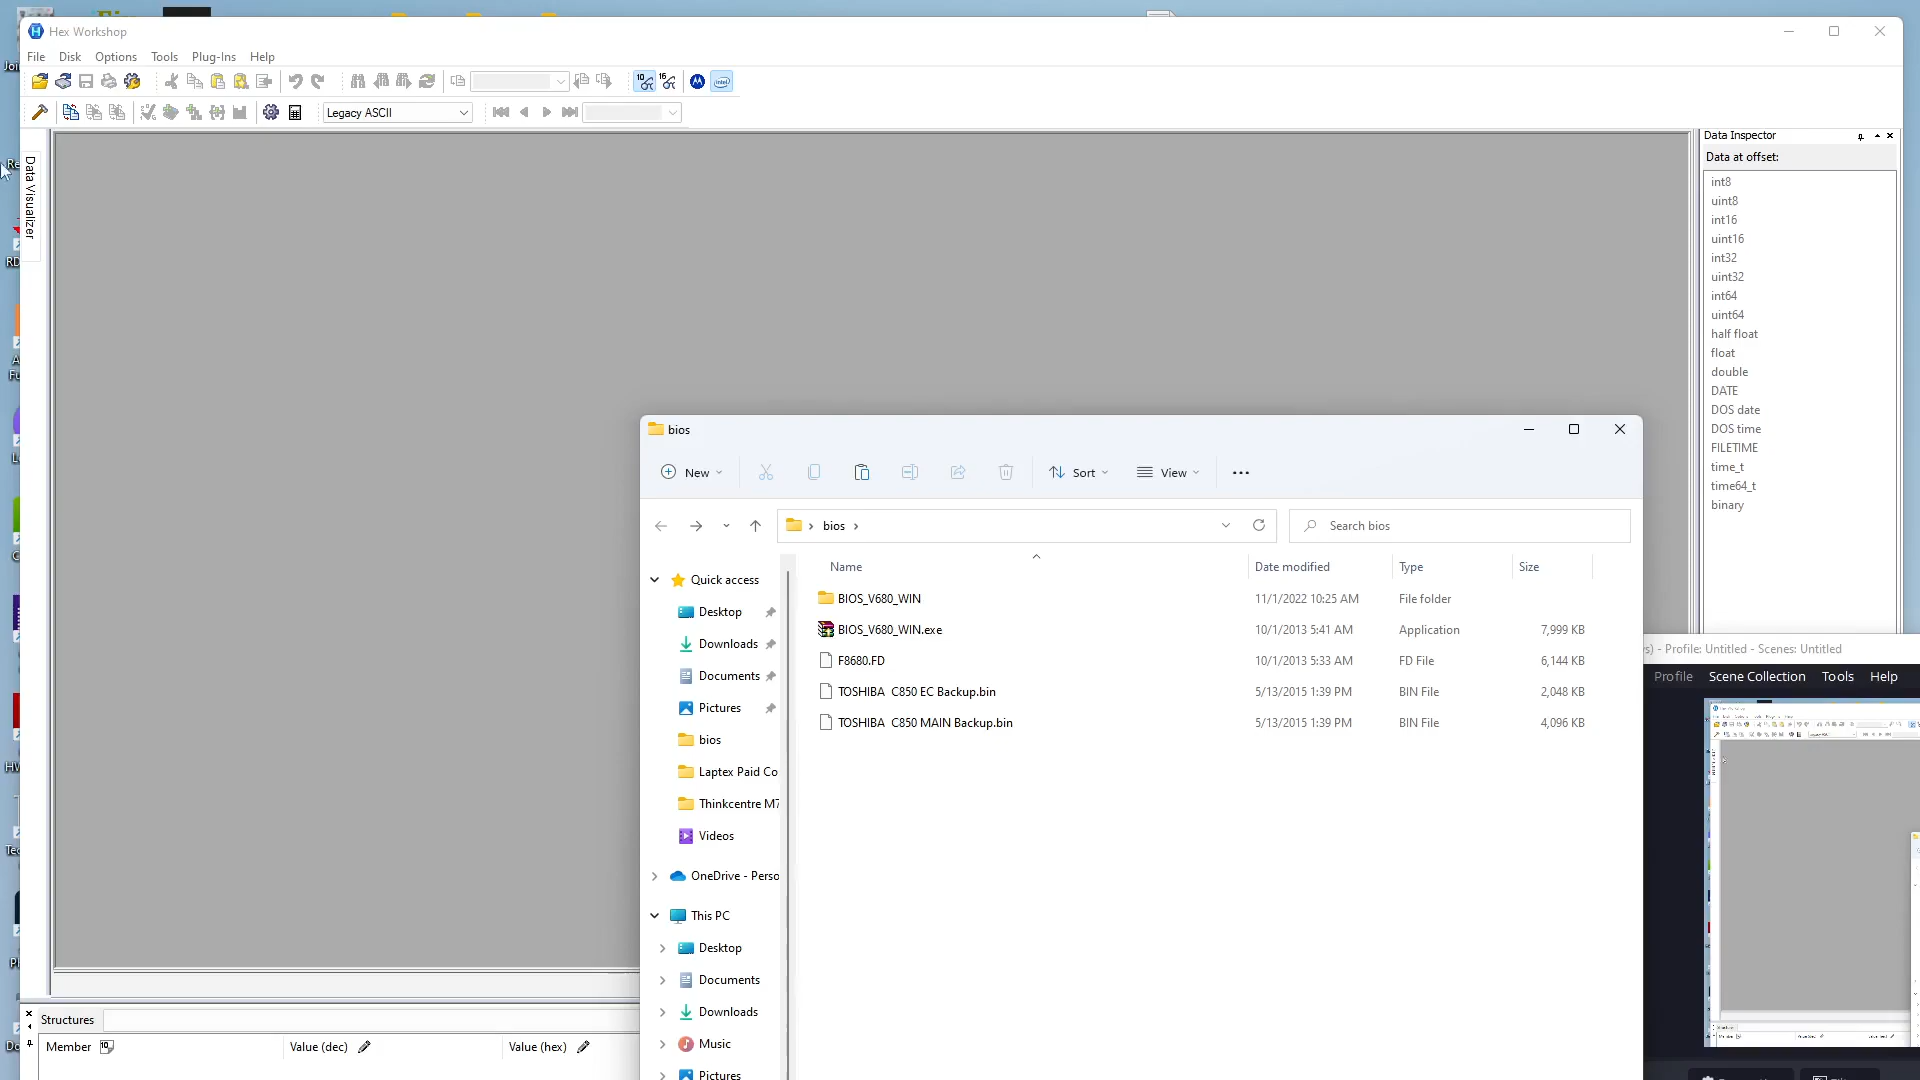 Hex Workshop
File Disk Options Tools Plug-Ins Help
Legacy ASCII
Data Visualizer
Data Inspector
Data at offset:
int8
uint8
int16
uint16
int32
uint32
int64
uint64
half float
float
double
DATE
DOS date
DOS time
FILETIME
time_t
time64_t
binary
bios
New
Sort
View
bios
Search bios
Name Date modified Type Size
BIOS_V680_WIN 11/1/2022 10:25 AM File folder
BIOS_V680_WIN.exe 10/1/2013 5:41 AM Application 7,999 KB
F8680.FD 10/1/2013 5:33 AM FD File 6,144 KB
TOSHIBA C850 EC Backup.bin 5/13/2015 1:39 PM BIN File 2,048 KB
TOSHIBA C850 MAIN Backup.bin 5/13/2015 1:39 PM BIN File 4,096 KB
Quick access
Desktop
Downloads
Documents
Pictures
bios
Laptex Paid Co
Thinkcentre M7
Videos
OneDrive - Perso
This PC
Desktop
Documents
Downloads
Music
Pictures
- Profile: Untitled - Scenes: Untitled
Profile Scene Collection Tools Help
Structures
Member Value (dec) Value (hex)